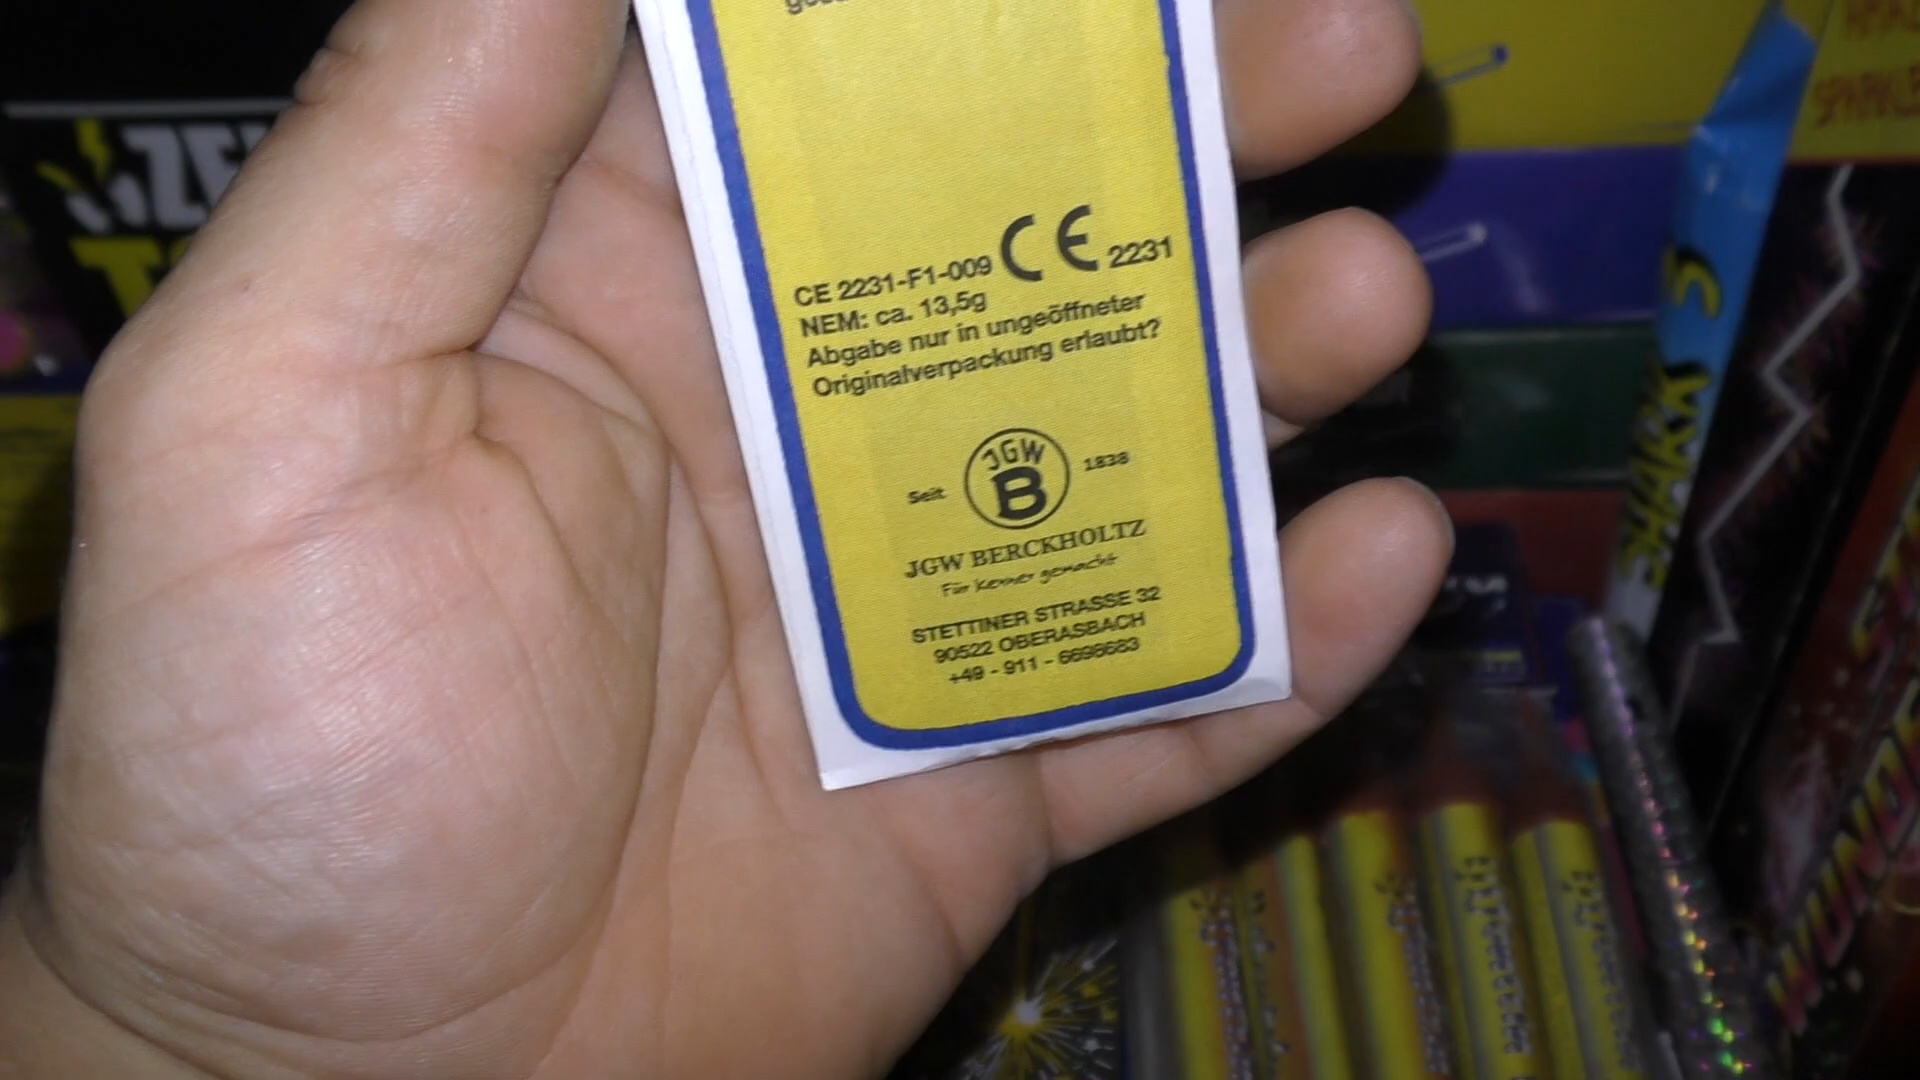 CE 2231-F1-009 CE 2231
NEM: ca. 13,5g
Abgabe nur in ungeöffneter
Originalverpackung erlaubt?
JGW
B
Seit 1838
JGW BERCKHOLTZ
Für Kenner gemacht
STETTINER STRASSE 32
90522 OBERASBACH
+49 - 911 - 6696683
SHARK